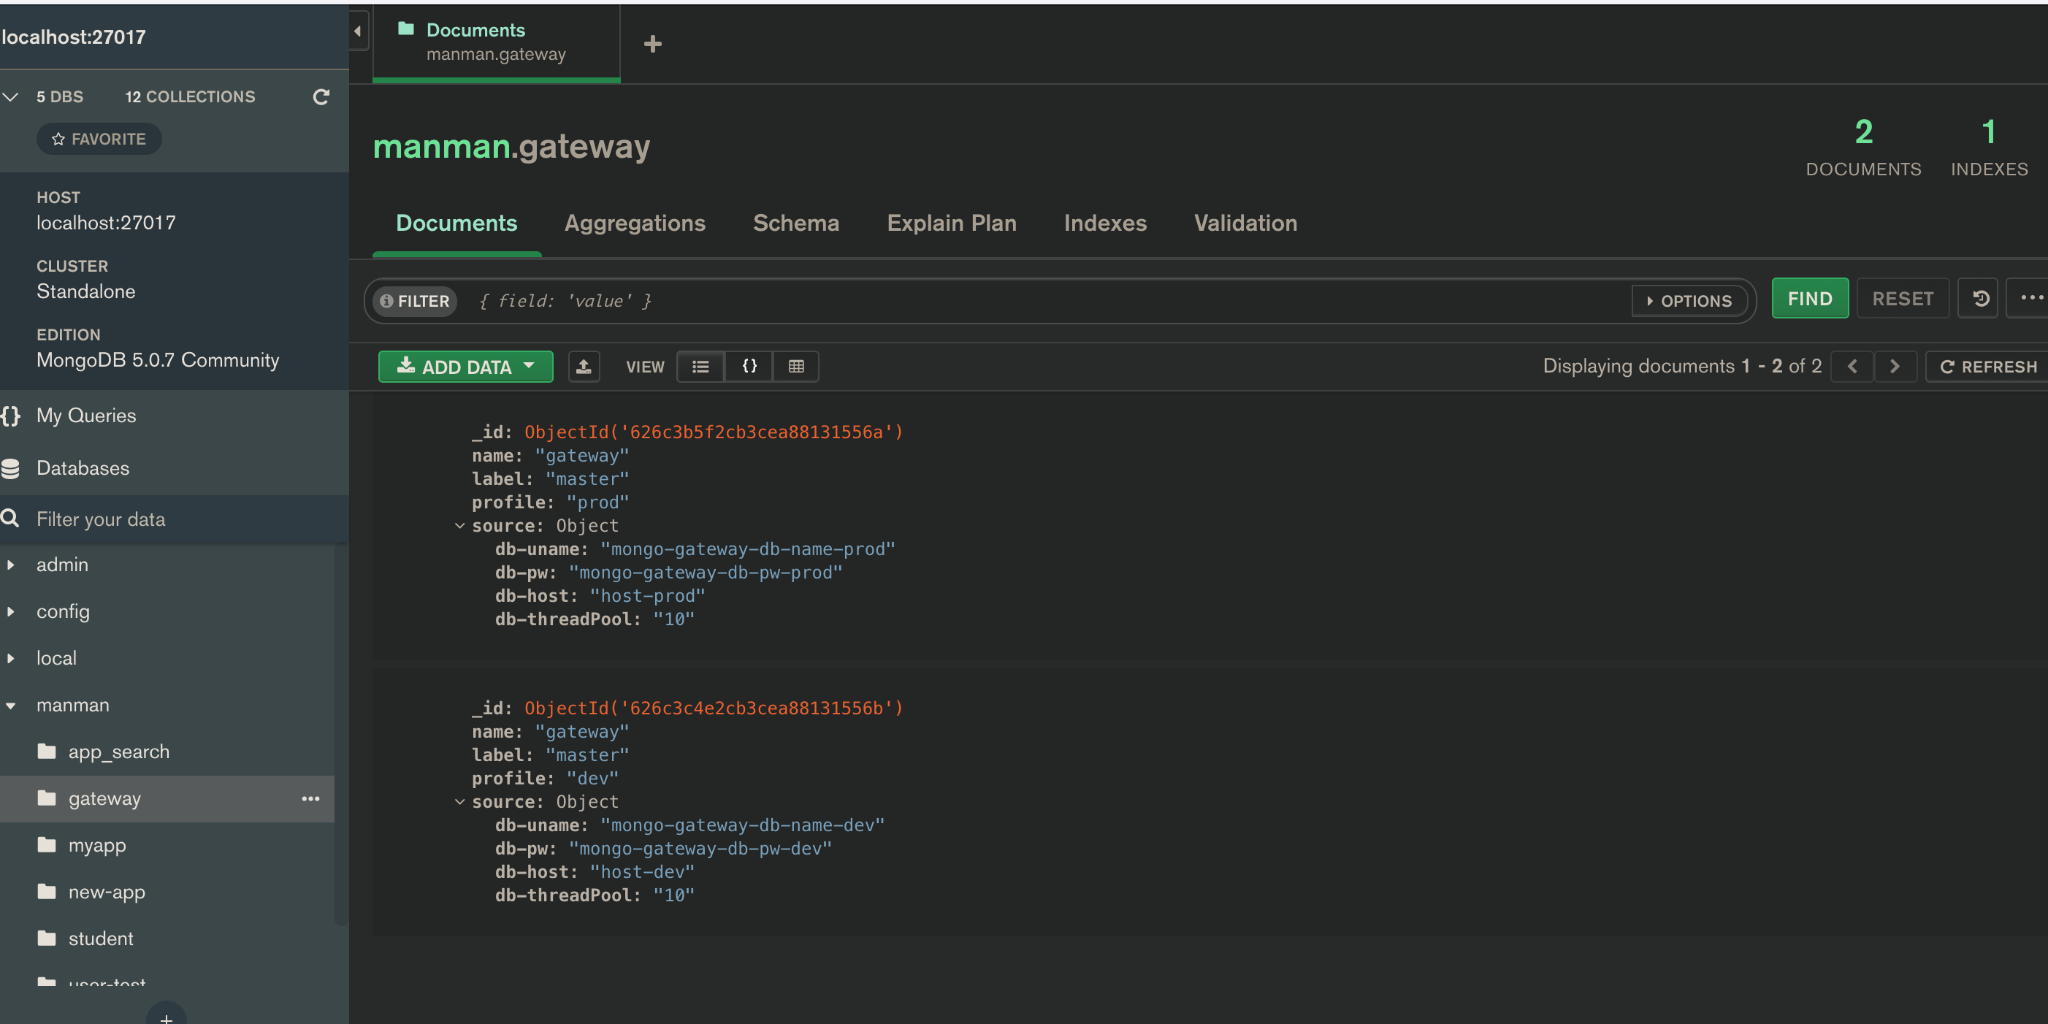 localhost:27017
5 DBS 12 COLLECTIONS
FAVORITE
HOST
localhost:27017
CLUSTER
Standalone
EDITION
MongoDB 5.0.7 Community
{} My Queries
Databases
Filter your data
admin
config
local
manman
app_search
gateway •••
myapp
new-app
student
user-test
+
Documents
manman.gateway
+
manman.gateway
2
DOCUMENTS
1
INDEXES
Documents Aggregations Schema Explain Plan Indexes Validation
FILTER { field: 'value' } OPTIONS FIND RESET •••
ADD DATA VIEW {} Displaying documents 1 - 2 of 2 < > REFRESH
_id: ObjectId('626c3b5f2cb3cea88131556a')
name: "gateway"
label: "master"
profile: "prod"
source: Object
db-uname: "mongo-gateway-db-name-prod"
db-pw: "mongo-gateway-db-pw-prod"
db-host: "host-prod"
db-threadPool: "10"
_id: ObjectId('626c3c4e2cb3cea88131556b')
name: "gateway"
label: "master"
profile: "dev"
source: Object
db-uname: "mongo-gateway-db-name-dev"
db-pw: "mongo-gateway-db-pw-dev"
db-host: "host-dev"
db-threadPool: "10"